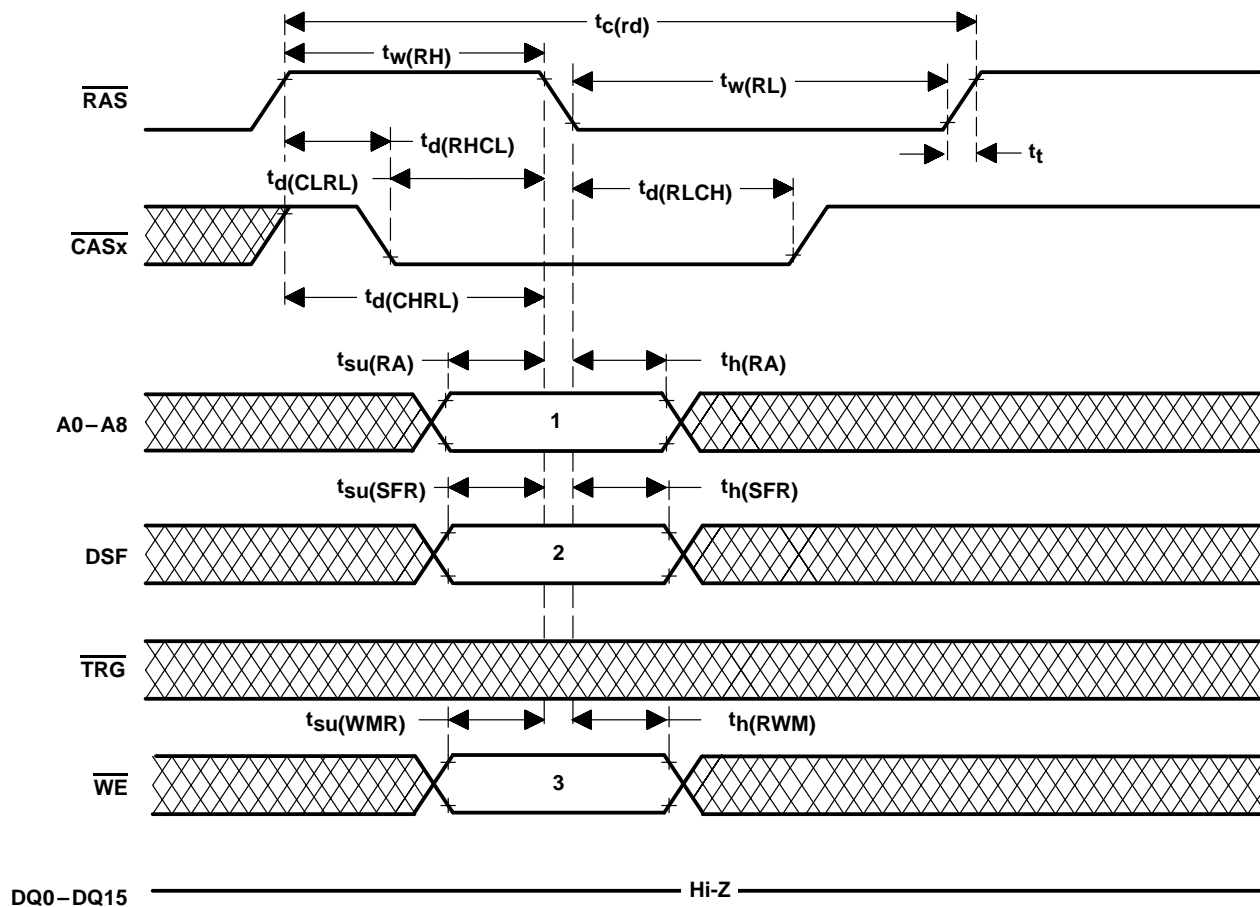 tc(rd)
tw(RH)
tw(RL)
RAS
td(RHCL)
tt
td(CLRL)
td(RLCH)
CASx
td(CHRL)
tsu(RA)
th(RA)
A0–A8
1
tsu(SFR)
th(SFR)
DSF
2
TRG
tsu(WMR)
th(RWM)
WE
3
DQ0–DQ15
Hi-Z